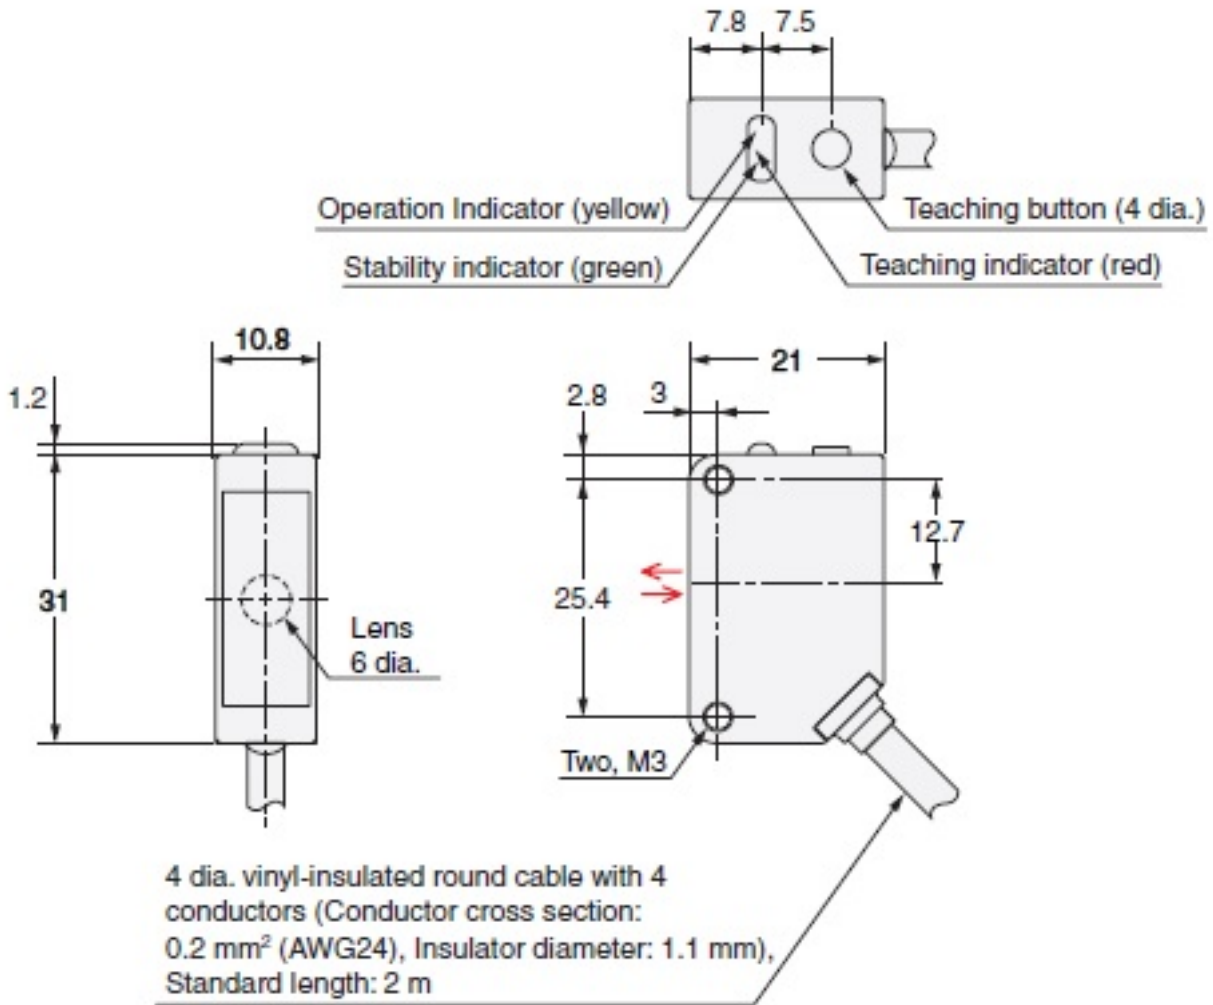 7.8 7.5
Operation Indicator (yellow)
Teaching button (4 dia.)
Stability indicator (green)
Teaching indicator (red)
10.8
21
1.2
2.8 3
12.7
31
25.4
Lens
6 dia.
Two, M3
4 dia. vinyl-insulated round cable with 4
conductors (Conductor cross section:
0.2 mm² (AWG24), Insulator diameter: 1.1 mm),
Standard length: 2 m